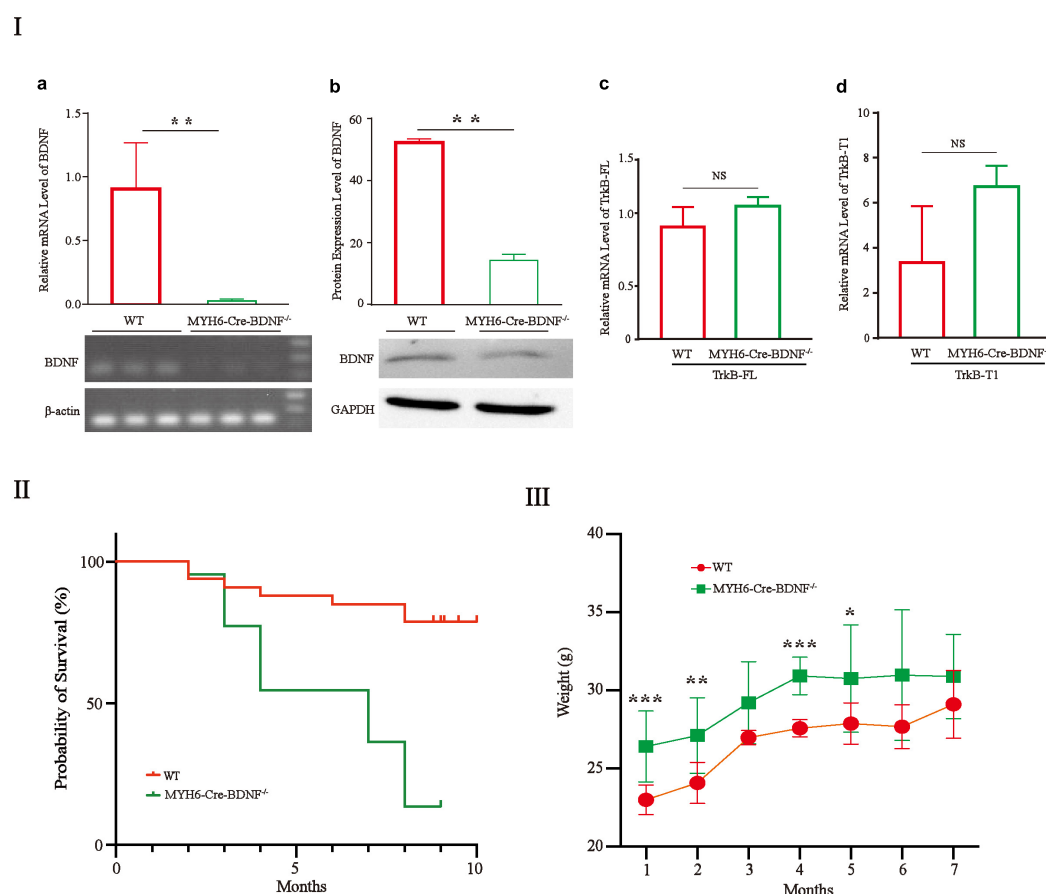 I
a
Relative mRNA Level of BDNF
1.5
1.0
0.5
0.0
**
WT
MYH6-Cre-BDNF-/-
BDNF
β-actin
b
Protein Expression Level of BDNF
60
40
20
0
**
WT
MYH6-Cre-BDNF-/-
BDNF
GAPDH
c
Relative mRNA Level of TrkB-FL
1.5
1.0
0.5
0
NS
WT
MYH6-Cre-BDNF-/-
TrkB-FL
d
Relative mRNA Level of TrkB-T1
10
8
6
4
2
0
NS
WT
MYH6-Cre-BDNF-
TrkB-T1
II
Probability of Survival (%)
100
50
0
WT
MYH6-Cre-BDNF-/-
0
5
10
Months
III
Weight (g)
40
35
30
25
20
WT
MYH6-Cre-BDNF-/-
***
**
***
*
1 2 3 4 5 6 7
Months